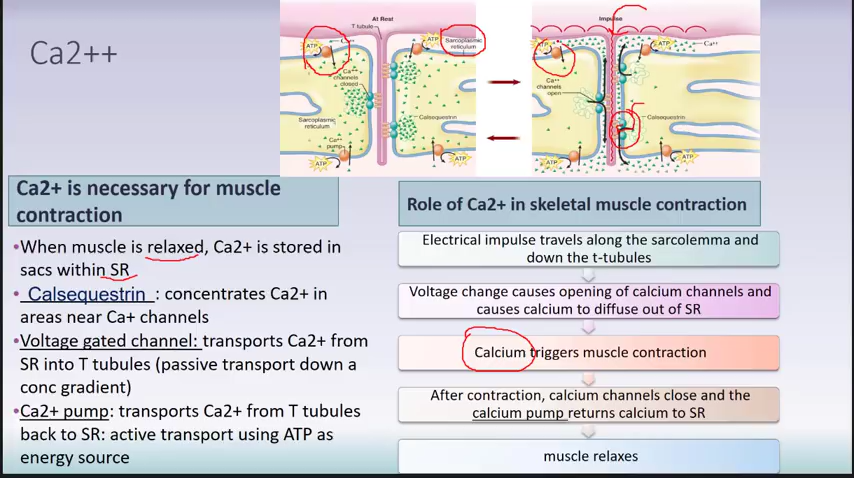 Ca2++
At Rest
T tubule
ATP
Ca++
ATP
Sarcoplasmic
reticulum
Ca++
channels
closed
Calsequestrin
Sarcoplasmic
reticulum
Ca++
pump
ATP
ATP
Impulse
ATP
ATP
Ca++
Ca++
channels
open
Calsequestrin
ATP
ATP
Ca2+ is necessary for muscle
contraction
•When muscle is relaxed, Ca2+ is stored in
sacs within SR
•Calsequestrin: concentrates Ca2+ in
areas near Ca+ channels
•Voltage gated channel: transports Ca2+ from
SR into T tubules (passive transport down a
conc gradient)
•Ca2+ pump: transports Ca2+ from T tubules
back to SR: active transport using ATP as
energy source
Role of Ca2+ in skeletal muscle contraction
Electrical impulse travels along the sarcolemma and
down the t-tubules
Voltage change causes opening of calcium channels and
causes calcium to diffuse out of SR
Calcium triggers muscle contraction
After contraction, calcium channels close and the
calcium pump returns calcium to SR
muscle relaxes